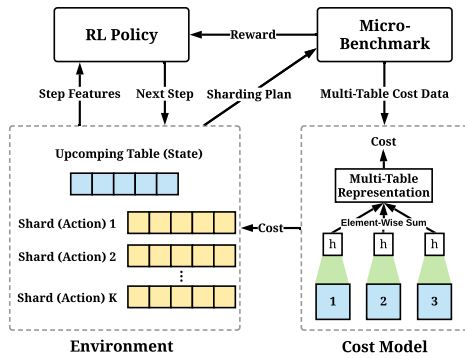 RL Policy
Micro-
Benchmark
Reward
Step Features
Next Step
Sharding Plan
Multi-Table Cost Data
Upcomping Table (State)
Shard (Action) 1
Shard (Action) 2
Shard (Action) K
Cost
Cost
Multi-Table
Representation
Element-Wise Sum
h
h
h
1
2
3
Environment
Cost Model